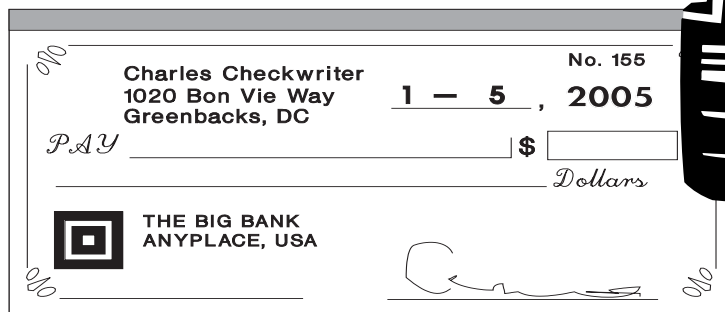 No. 155
Charles Checkwriter
1020 Bon Vie Way
Greenbacks, DC
1 — 5, 2005
PAY $
Dollars
THE BIG BANK
ANYPLACE, USA